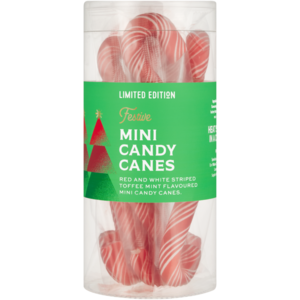 LIMITED EDITION
Festive
MINI
CANDY
CANES
RED AND WHITE STRIPED
TOFFEE MINT FLAVOURED
MINI CANDY CANES.